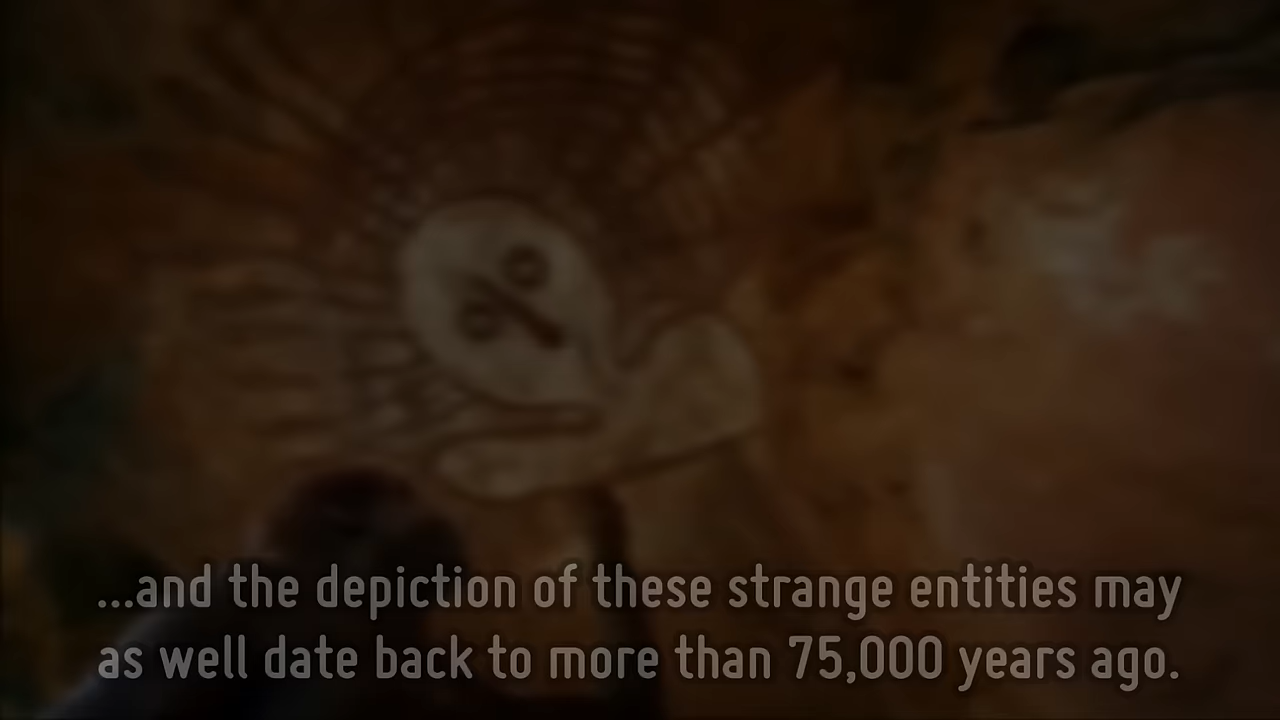 ...and the depiction of these strange entities may
as well date back to more than 75,000 years ago.